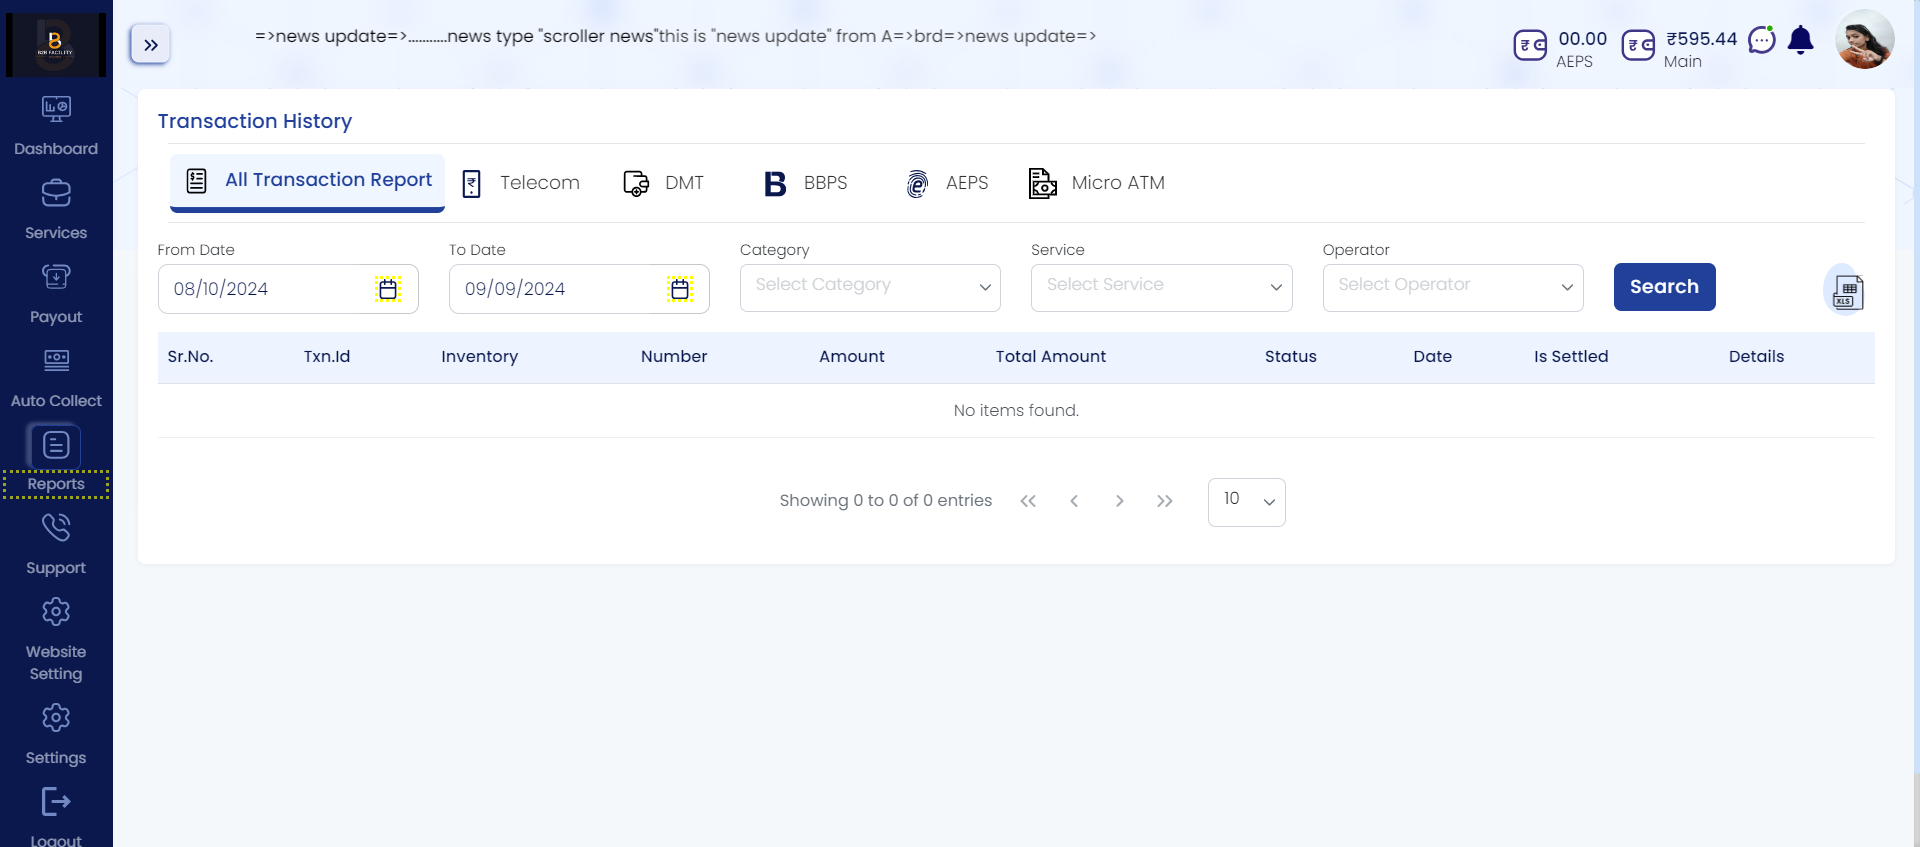 B2B FACILITY
=>news update=>...........news type "scroller news"this is "news update" from A=>brd=>news update=>
00.00
AEPS
₹595.44
Main
Dashboard
Services
Payout
Auto Collect
Reports
Support
Website
Setting
Settings
Logout
Transaction History
All Transaction Report
Telecom
DMT
BBPS
AEPS
Micro ATM
From Date
To Date
Category
Service
Operator
08/10/2024
09/09/2024
Select Category
Select Service
Select Operator
Search
XLS
Sr.No. Txn.Id Inventory Number Amount Total Amount Status Date Is Settled Details
No items found.
Showing 0 to 0 of 0 entries
10